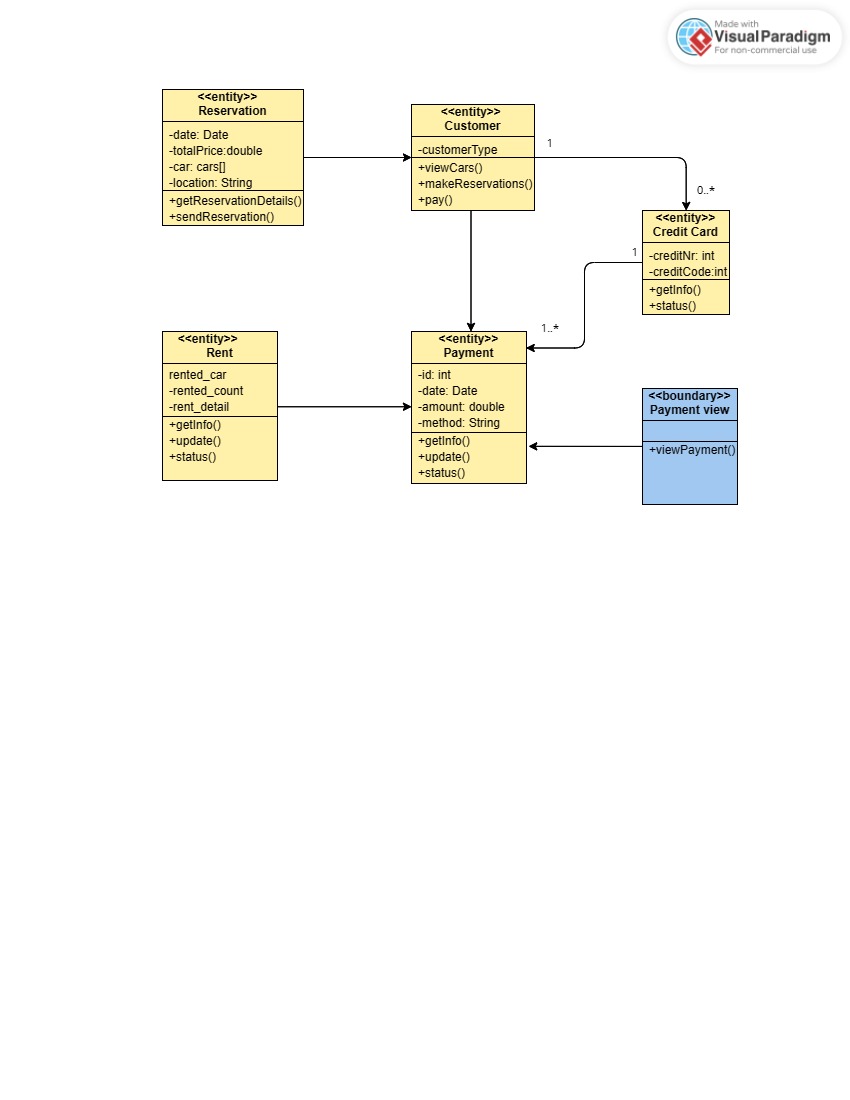 Made with
Visual Paradigm
For non-commercial use
<<entity>>
Reservation
-date: Date
-totalPrice:double
-car: cars[]
-location: String
+getReservationDetails()
+sendReservation()
<<entity>>
Customer
-customerType
+viewCars()
+makeReservations()
+pay()
1
0..*
<<entity>>
Credit Card
-creditNr: int
-creditCode:int
+getInfo()
+status()
1
1..*
<<entity>>
Rent
rented_car
-rented_count
-rent_detail
+getInfo()
+update()
+status()
<<entity>>
Payment
-id: int
-date: Date
-amount: double
-method: String
+getInfo()
+update()
+status()
<<boundary>>
Payment view
+viewPayment()